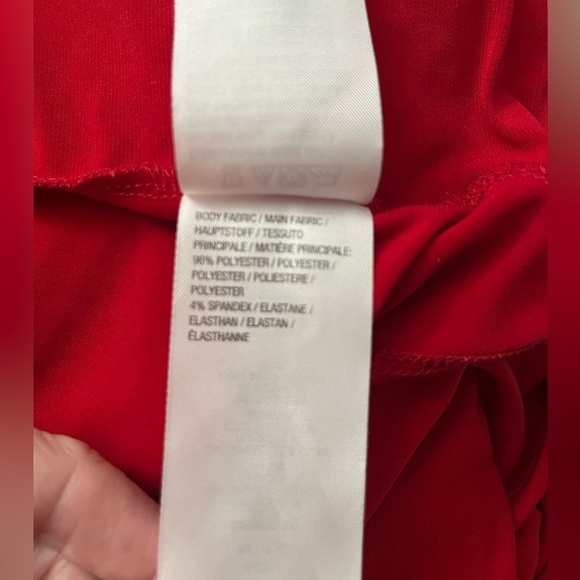 BODY FABRIC / MAIN FABRIC /
HAUPTSTOFF / TESSUTO
PRINCIPALE / MATIÈRE PRINCIPALE:
96% POLYESTER / POLYESTER /
POLYESTER / POLIESTERE /
POLYESTER
4% SPANDEX / ELASTANE /
ELASTHAN / ELASTAN /
ÉLASTHANNE